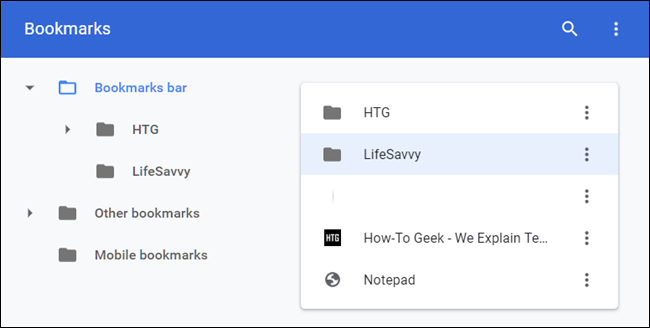 Bookmarks
Bookmarks bar
HTG
LifeSavvy
Other bookmarks
Mobile bookmarks
HTG
LifeSavvy
HTG How-To Geek - We Explain Te...
Notepad